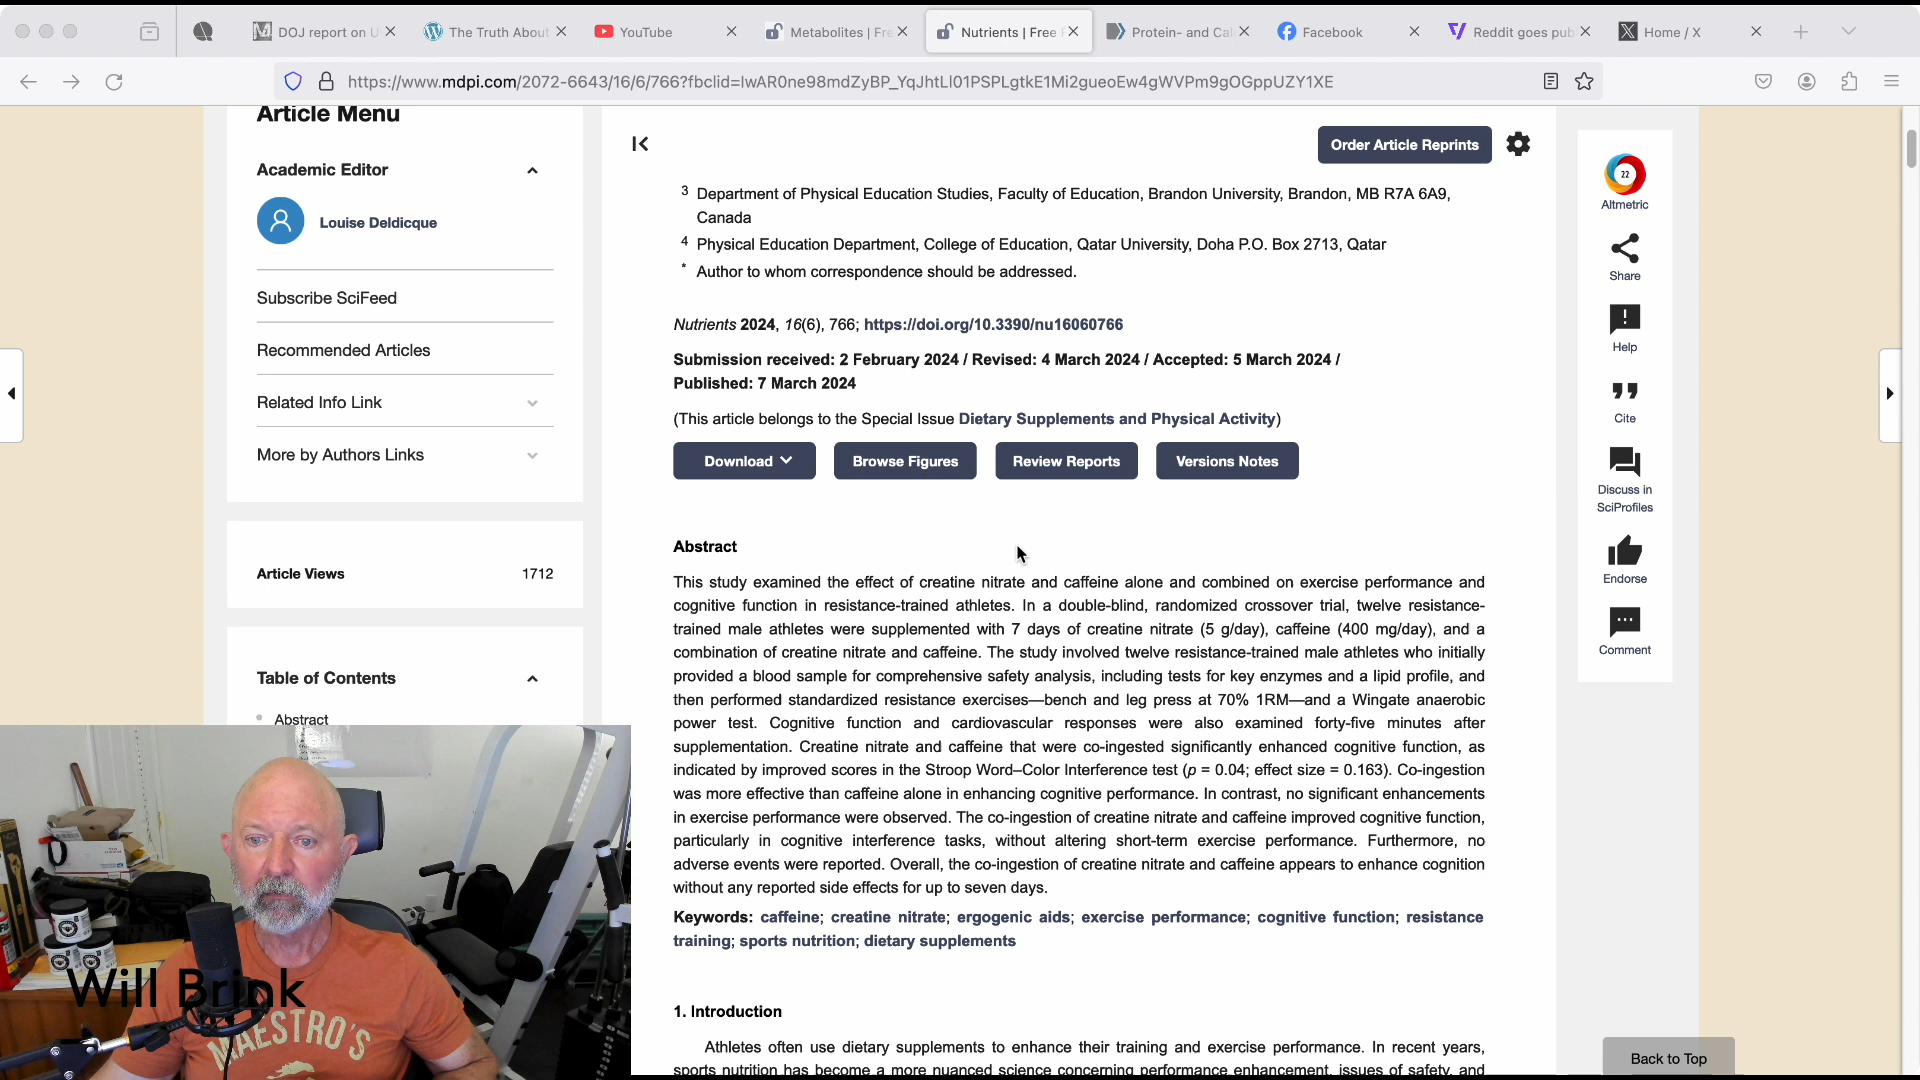 DOJ report on U
The Truth About
YouTube
Metabolites | Fre
Nutrients | Free F
Protein- and Cal
Facebook
Reddit goes pub
Home / X
https://www.mdpi.com/2072-6643/16/6/766?fbclid=IwAR0ne98mdZyBP_YqJhtLl01PSPLgtkE1Mi2gueoEw4gWVPm9gOGppUZY1XE
Article Menu
Academic Editor
Louise Deldicque
Subscribe SciFeed
Recommended Articles
Related Info Link
More by Authors Links
Article Views 1712
Table of Contents
Abstract
Order Article Reprints
3 Department of Physical Education Studies, Faculty of Education, Brandon University, Brandon, MB R7A 6A9,
Canada
4 Physical Education Department, College of Education, Qatar University, Doha P.O. Box 2713, Qatar
* Author to whom correspondence should be addressed.
Nutrients 2024, 16(6), 766; https://doi.org/10.3390/nu16060766
Submission received: 2 February 2024 / Revised: 4 March 2024 / Accepted: 5 March 2024 /
Published: 7 March 2024
(This article belongs to the Special Issue Dietary Supplements and Physical Activity)
Download Browse Figures Review Reports Versions Notes
Abstract
This study examined the effect of creatine nitrate and caffeine alone and combined on exercise performance and
cognitive function in resistance-trained athletes. In a double-blind, randomized crossover trial, twelve resistance-
trained male athletes were supplemented with 7 days of creatine nitrate (5 g/day), caffeine (400 mg/day), and a
combination of creatine nitrate and caffeine. The study involved twelve resistance-trained male athletes who initially
provided a blood sample for comprehensive safety analysis, including tests for key enzymes and a lipid profile, and
then performed standardized resistance exercises—bench and leg press at 70% 1RM—and a Wingate anaerobic
power test. Cognitive function and cardiovascular responses were also examined forty-five minutes after
supplementation. Creatine nitrate and caffeine that were co-ingested significantly enhanced cognitive function, as
indicated by improved scores in the Stroop Word–Color Interference test (p = 0.04; effect size = 0.163). Co-ingestion
was more effective than caffeine alone in enhancing cognitive performance. In contrast, no significant enhancements
in exercise performance were observed. The co-ingestion of creatine nitrate and caffeine improved cognitive function,
particularly in cognitive interference tasks, without altering short-term exercise performance. Furthermore, no
adverse events were reported. Overall, the co-ingestion of creatine nitrate and caffeine appears to enhance cognition
without any reported side effects for up to seven days.
Keywords: caffeine; creatine nitrate; ergogenic aids; exercise performance; cognitive function; resistance
training; sports nutrition; dietary supplements
1. Introduction
Athletes often use dietary supplements to enhance their training and exercise performance. In recent years,
sports nutrition has become a more nuanced science concerning performance enhancement, issues of safety, and
22
Altmetric
Share
Help
Cite
Discuss in
SciProfiles
Endorse
Comment
Back to Top
Will Brink
MAESTRO'S